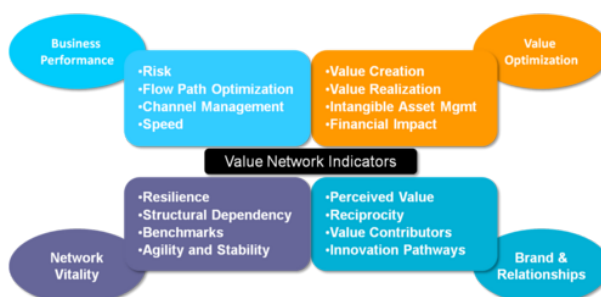 Business
Performance
•Risk
•Flow Path Optimization
•Channel Management
•Speed
•Value Creation
•Value Realization
•Intangible Asset Mgmt
•Financial Impact
Value
Optimization
Value Network Indicators
Network
Vitality
•Resilience
•Structural Dependency
•Benchmarks
•Agility and Stability
•Perceived Value
•Reciprocity
•Value Contributors
•Innovation Pathways
Brand &
Relationships